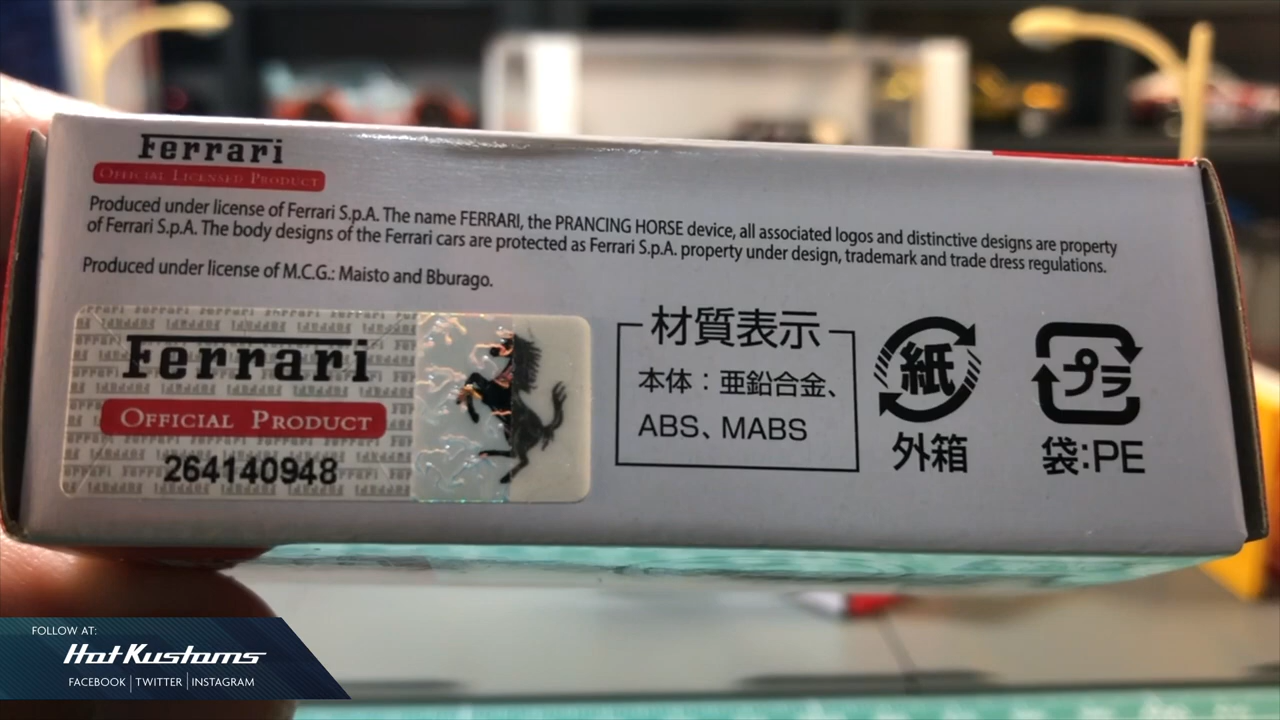 Ferrari
OFFICIAL LICENSED PRODUCT
Produced under license of Ferrari S.p.A. The name FERRARI, the PRANCING HORSE device, all associated logos and distinctive designs are property
of Ferrari S.p.A. The body designs of the Ferrari cars are protected as Ferrari S.p.A. property under design, trademark and trade dress regulations.
Produced under license of M.C.G.: Maisto and Bburago.
Ferrari
OFFICIAL PRODUCT
264140948
材質表示
本体：亜鉛合金、
ABS、MABS
紙
外箱
プラ
袋:PE
FOLLOW AT:
HotKustoms
FACEBOOK | TWITTER | INSTAGRAM